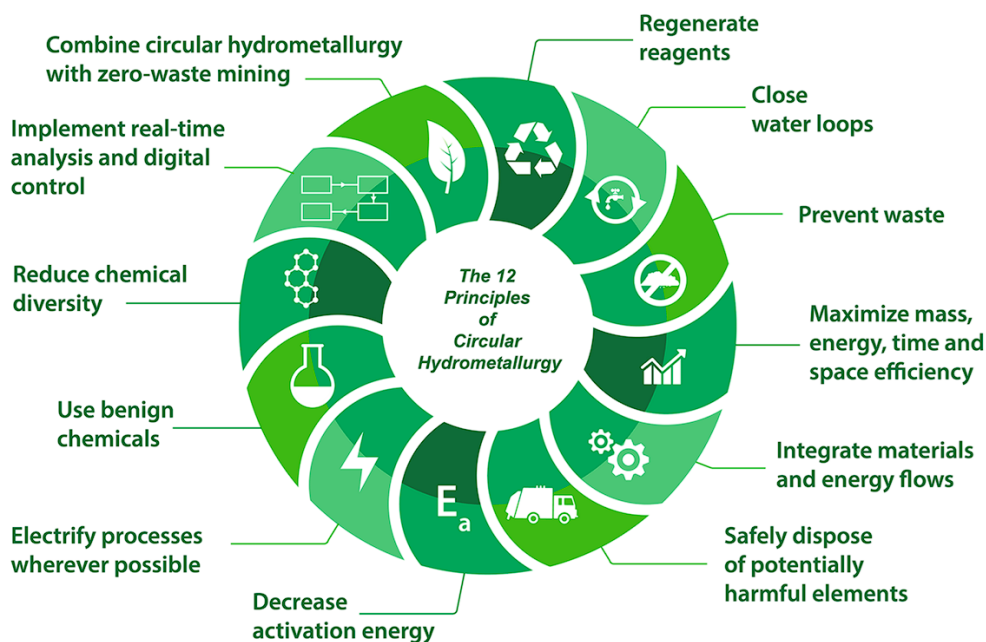 The 12
Principles
of
Circular
Hydrometallurgy
Regenerate
reagents
Close
water loops
Prevent waste
Maximize mass,
energy, time and
space efficiency
Integrate materials
and energy flows
Safely dispose
of potentially
harmful elements
Decrease
activation energy
Ea
Electrify processes
wherever possible
Use benign
chemicals
Reduce chemical
diversity
Implement real-time
analysis and digital
control
Combine circular hydrometallurgy
with zero-waste mining